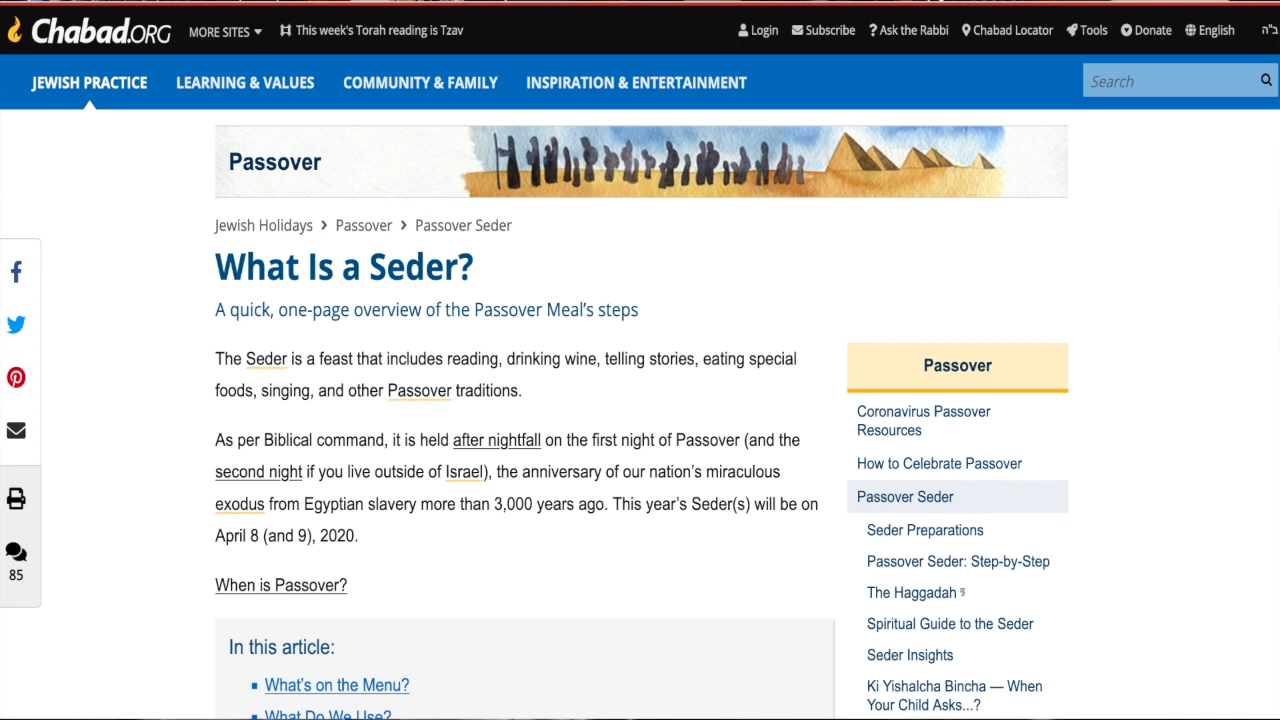 Chabad.ORG
MORE SITES
This week's Torah reading is Tzav
Login
Subscribe
Ask the Rabbi
Chabad Locator
Tools
Donate
English
ב"ה
JEWISH PRACTICE
LEARNING & VALUES
COMMUNITY & FAMILY
INSPIRATION & ENTERTAINMENT
Search
Passover
Jewish Holidays > Passover > Passover Seder
What Is a Seder?
A quick, one-page overview of the Passover Meal's steps
The Seder is a feast that includes reading, drinking wine, telling stories, eating special
foods, singing, and other Passover traditions.
As per Biblical command, it is held after nightfall on the first night of Passover (and the
second night if you live outside of Israel), the anniversary of our nation's miraculous
exodus from Egyptian slavery more than 3,000 years ago. This year's Seder(s) will be on
April 8 (and 9), 2020.
When is Passover?
In this article:
What's on the Menu?
What Do We Use?
85
Passover
Coronavirus Passover
Resources
How to Celebrate Passover
Passover Seder
Seder Preparations
Passover Seder: Step-by-Step
The Haggadah
Spiritual Guide to the Seder
Seder Insights
Ki Yishalcha Bincha — When
Your Child Asks...?